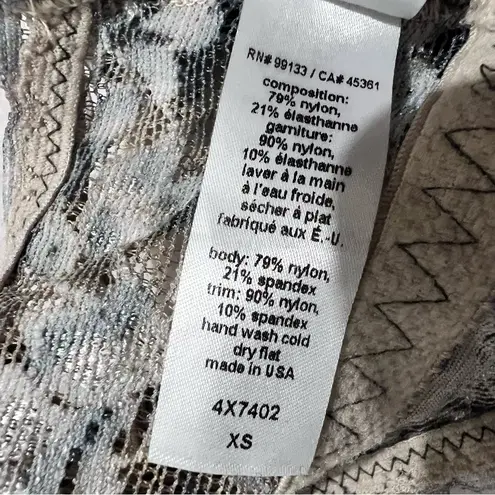 RN# 99133 / CA# 45361
composition:
79% nylon,
21% élasthanne
garniture:
90% nylon,
10% élasthanne
laver à la main
à l'eau froide,
sécher à plat
fabriqué aux É.-U.
body: 79% nylon,
21% spandex
trim: 90% nylon,
10% spandex
hand wash cold
dry flat
made in USA
4X7402
XS